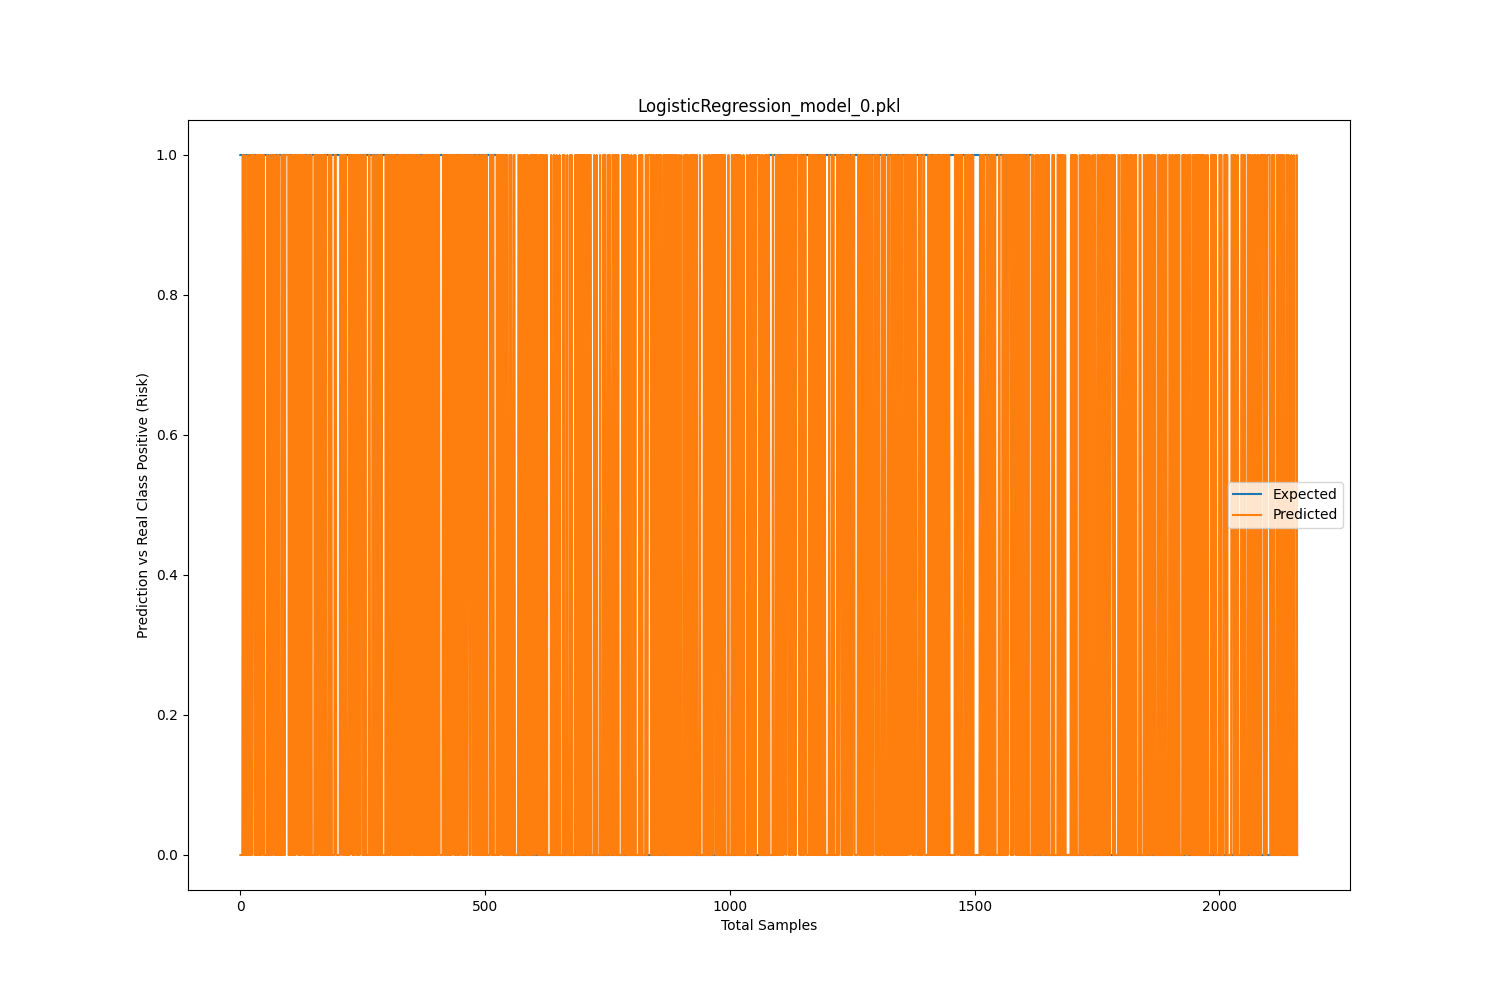 LogisticRegression_model_0.pkl
1.0
0.8
0.6
0.4
0.2
0.0
Prediction vs Real Class Positive (Risk)
Expected
Predicted
0
500
1000
1500
2000
Total Samples